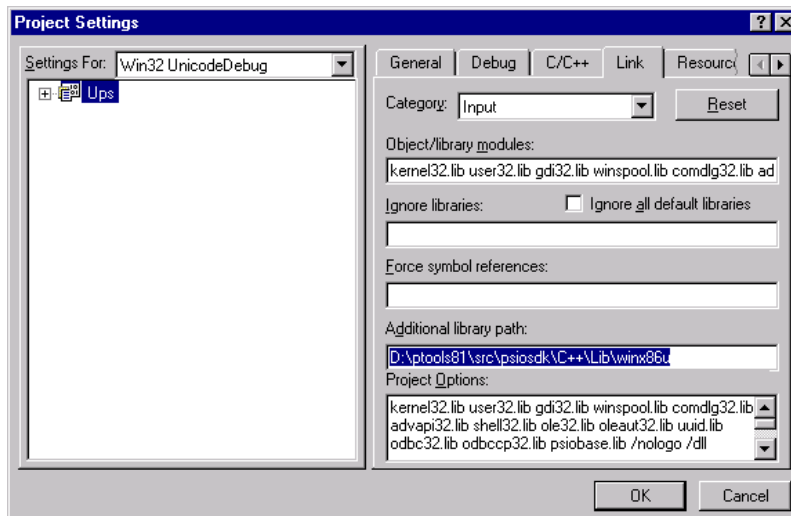 Project Settings
Settings For: Win32 UnicodeDebug
Ups
General Debug C/C++ Link
Category: Input Reset
Object/library modules:
kernel32.lib user32.lib gdi32.lib winspool.lib comdlg32.lib ad
Ignore libraries: Ignore all default libraries
Force symbol references:
Additional library path:
D:\ptools81\src\psiosdk\C++\Lib\winx86u
Project Options:
kernel32.lib user32.lib gdi32.lib winspool.lib comdlg32.lib
advapi32.lib shell32.lib ole32.lib oleaut32.lib uuid.lib
odbc32.lib odbccp32.lib psiobase.lib /nologo /dll
OK Cancel